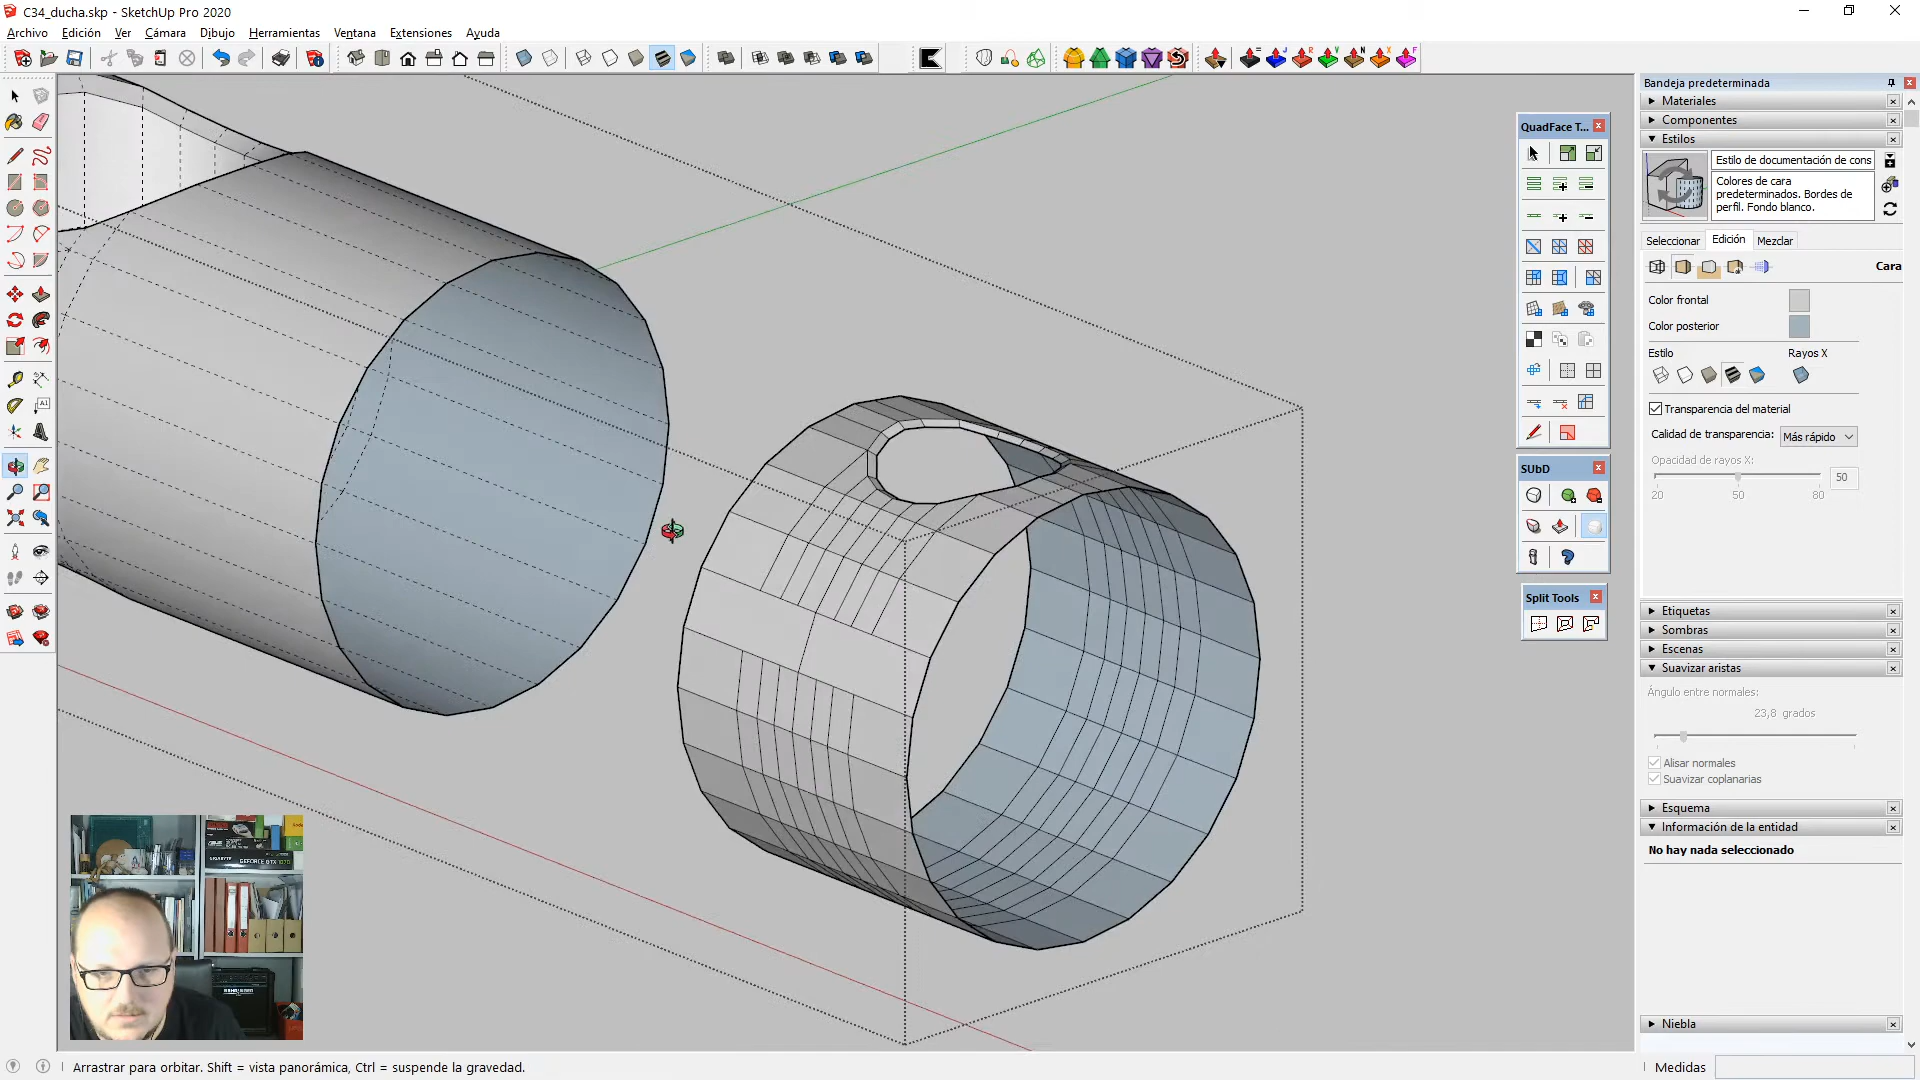 C34_ducha.skp - SketchUp Pro 2020
Archivo Edición Ver Cámara Dibujo Herramientas Ventana Extensiones Ayuda
Bandeja predeterminada
Materiales
Componentes
Estilos
Estilo de documentación de cons
Colores de cara
predeterminados. Bordes de
perfil. Fondo blanco.
Seleccionar Edición Mezclar
Cara
Color frontal
Color posterior
Estilo Rayos X
Transparencia del material
Calidad de transparencia: Más rápido
Opacidad de rayos X:
50
20 50 80
Etiquetas
Sombras
Escenas
Suavizar aristas
Ángulo entre normales:
23,8 grados
Alisar normales
Suavizar coplanarias
Esquema
Información de la entidad
No hay nada seleccionado
Niebla
QuadFace T...
SUbD
Split Tools
GEFORCE GTX 1070
Arrastrar para orbitar. Shift = vista panorámica, Ctrl = suspende la gravedad.
Medidas